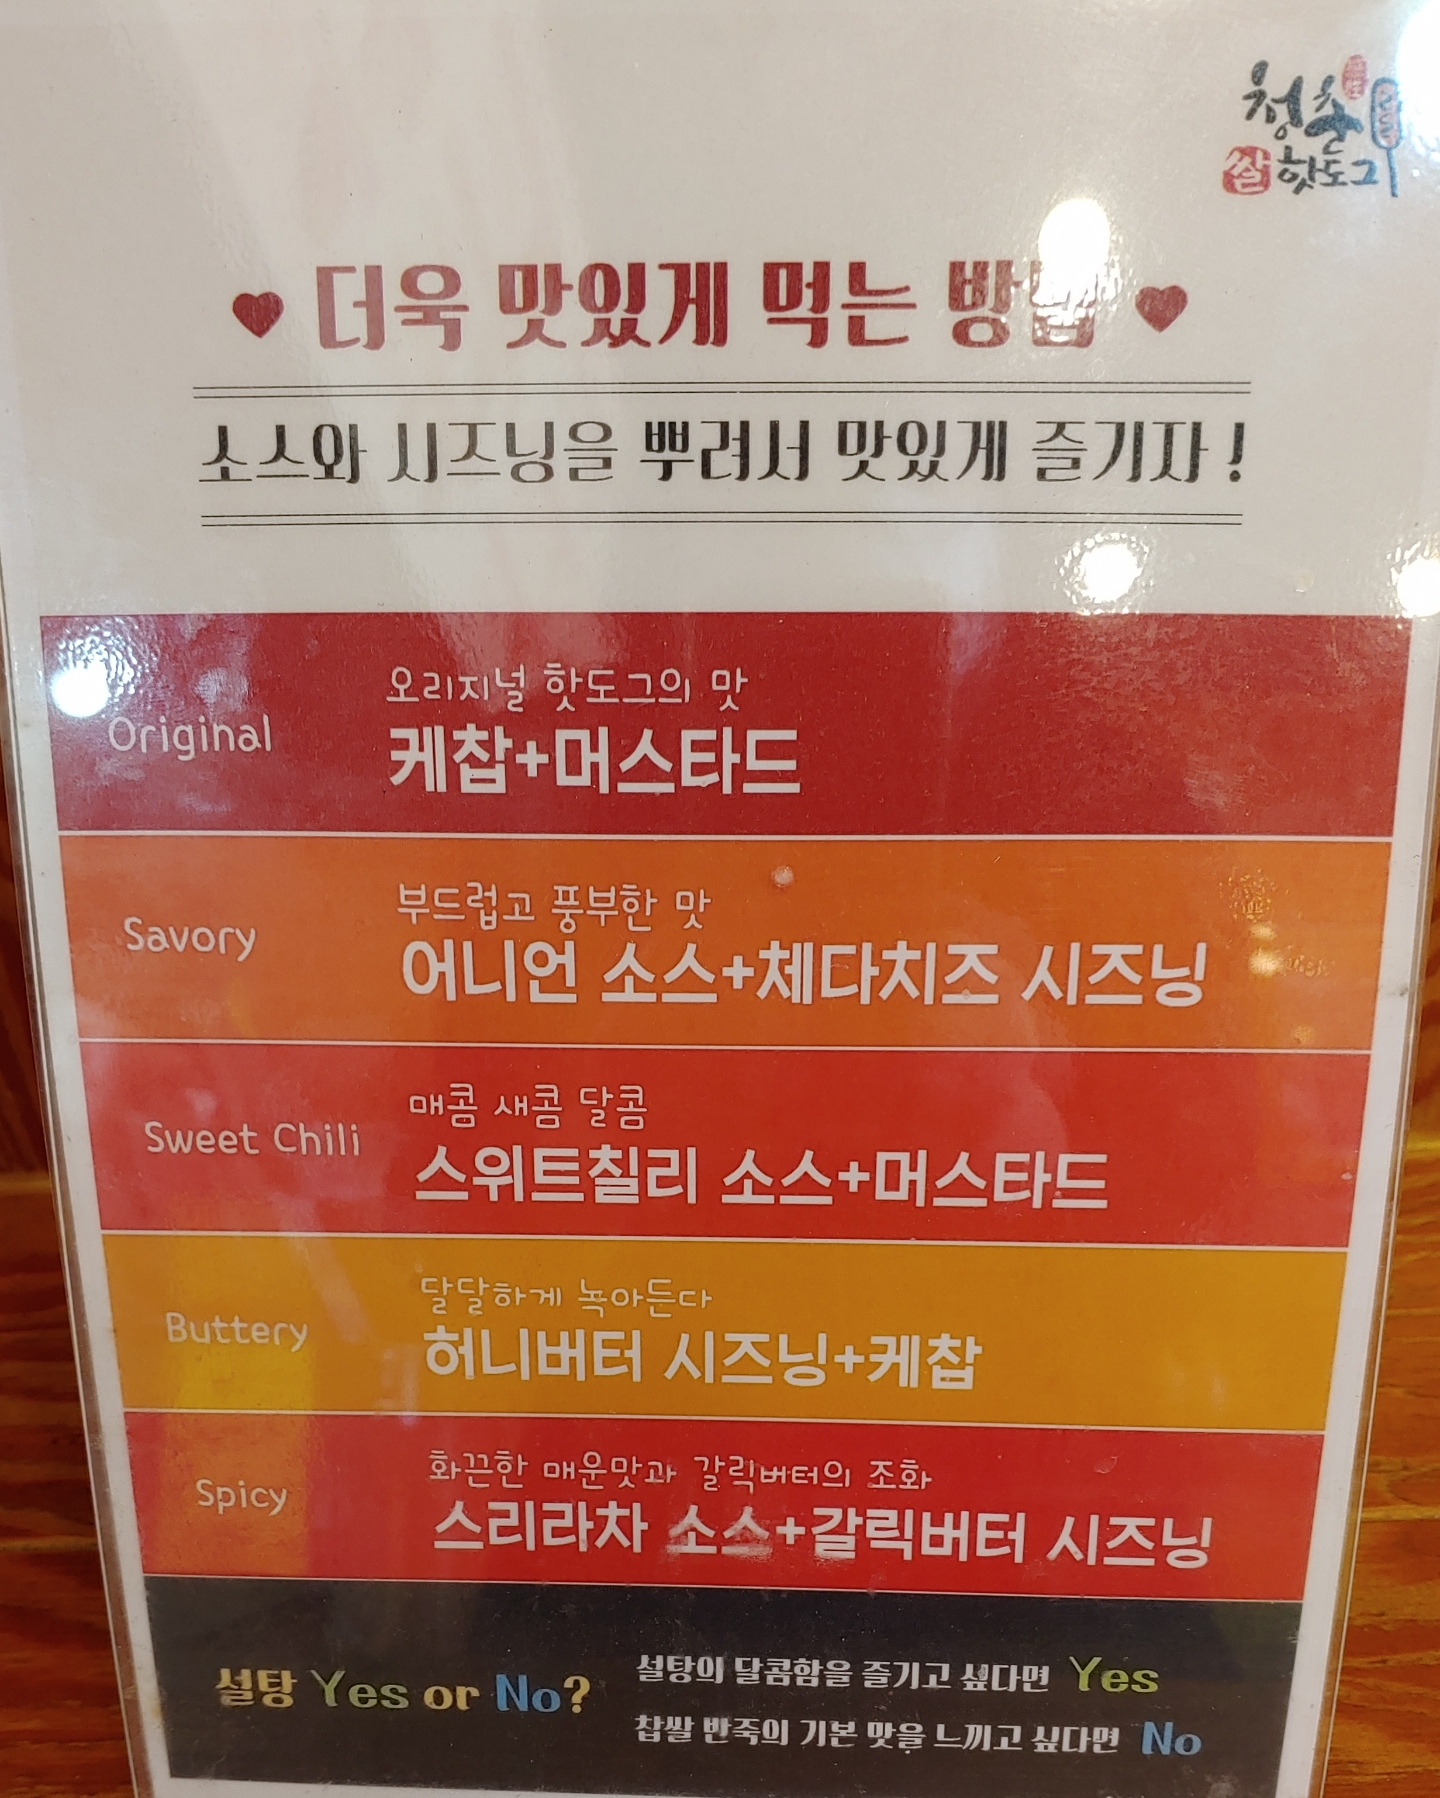 청춘
쌀 핫도그
더욱 맛있게 먹는 방법
소스와 시즈닝을 뿌려서 맛있게 즐기자!
Original
오리지널 핫도그의 맛
케찹+머스타드
Savory
부드럽고 풍부한 맛
어니언 소스+체다치즈 시즈닝
Sweet Chili
매콤 새콤 달콤
스위트칠리 소스+머스타드
Buttery
달달하게 녹아든다
허니버터 시즈닝+케찹
Spicy
화끈한 매운맛과 갈릭버터의 조화
스리라차 소스+갈릭버터 시즈닝
설탕 Yes or No?
설탕의 달콤함을 즐기고 싶다면 Yes
찹쌀 반죽의 기본 맛을 느끼고 싶다면 No